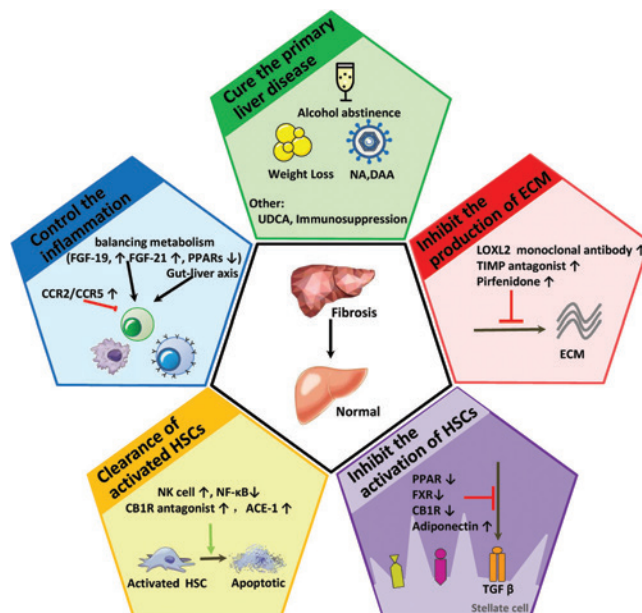 Cure the primary
liver disease
Alcohol abstinence
Weight Loss
NA,DAA
Other:
UDCA, Immunosuppression
Control the
inflammation
balancing metabolism
(FGF-19, ↑ FGF-21 ↑, PPARs ↓)
Gut-liver axis
CCR2/CCR5 ↑
Inhibit the
production of ECM
LOXL2 monoclonal antibody ↑
TIMP antagonist ↑
Pirfenidone ↑
ECM
Fibrosis
Normal
Clearance of
activated HSCs
NK cell ↑, NF-κB↓
CB1R antagonist ↑, ACE-1 ↑
Activated HSC
Apoptotic
Inhibit the
activation of HSCs
PPAR ↓
FXR↓
CB1R ↓
Adiponectin ↑
TGF β
Stellate cell